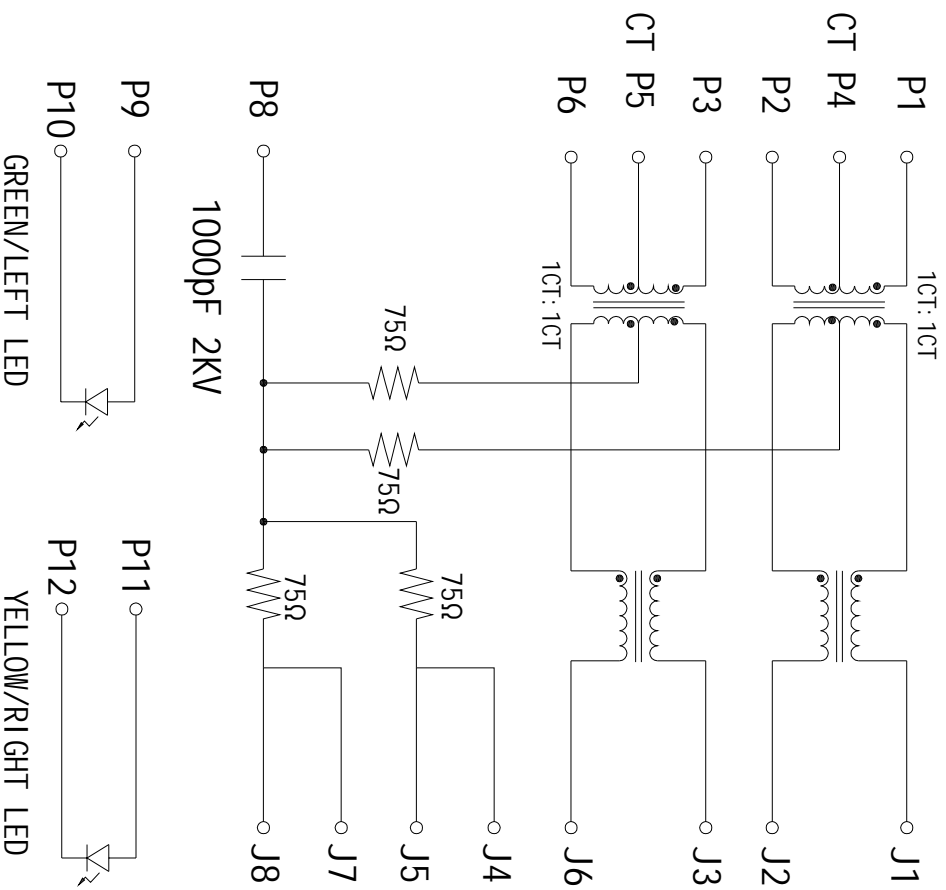 P1
CT P4
P2
P3
CT P5
P6
P8
P9
P10
1CT: 1CT
1CT: 1CT
1000pF 2KV
75Ω
75Ω
75Ω
75Ω
J1
J2
J3
J6
J4
J5
J7
J8
GREEN/LEFT LED
P11
P12
YELLOW/RIGHT LED